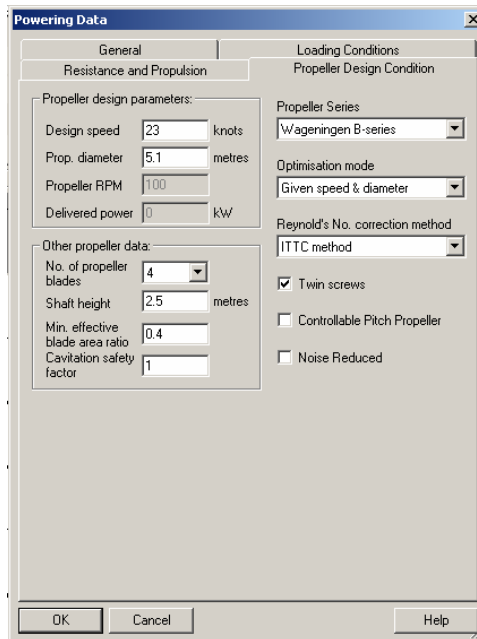 Powering Data
General
Loading Conditions
Resistance and Propulsion
Propeller Design Condition
Propeller design parameters:
Design speed 23 knots
Prop. diameter 5.1 metres
Propeller RPM 100
Delivered power 0 kW
Other propeller data:
No. of propeller
blades 4
Shaft height 2.5 metres
Min. effective
blade area ratio 0.4
Cavitation safety
factor 1
Propeller Series
Wageningen B-series
Optimisation mode
Given speed & diameter
Reynold's No. correction method
ITTC method
Twin screws
Controllable Pitch Propeller
Noise Reduced
OK
Cancel
Help